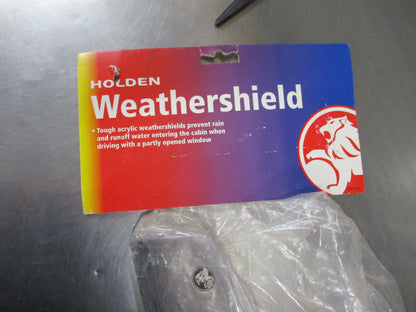 HOLDEN
Weathershield
• Tough acrylic weathershields prevent rain
and runoff water entering the cabin when
driving with a partly opened window